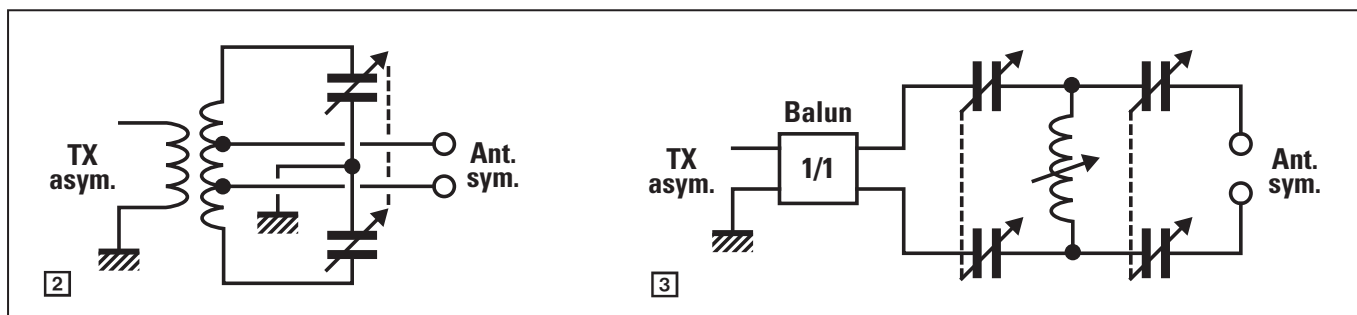 TX
asym.
Ant.
sym.
2
Balun
TX
asym.
1/1
Ant.
sym.
3